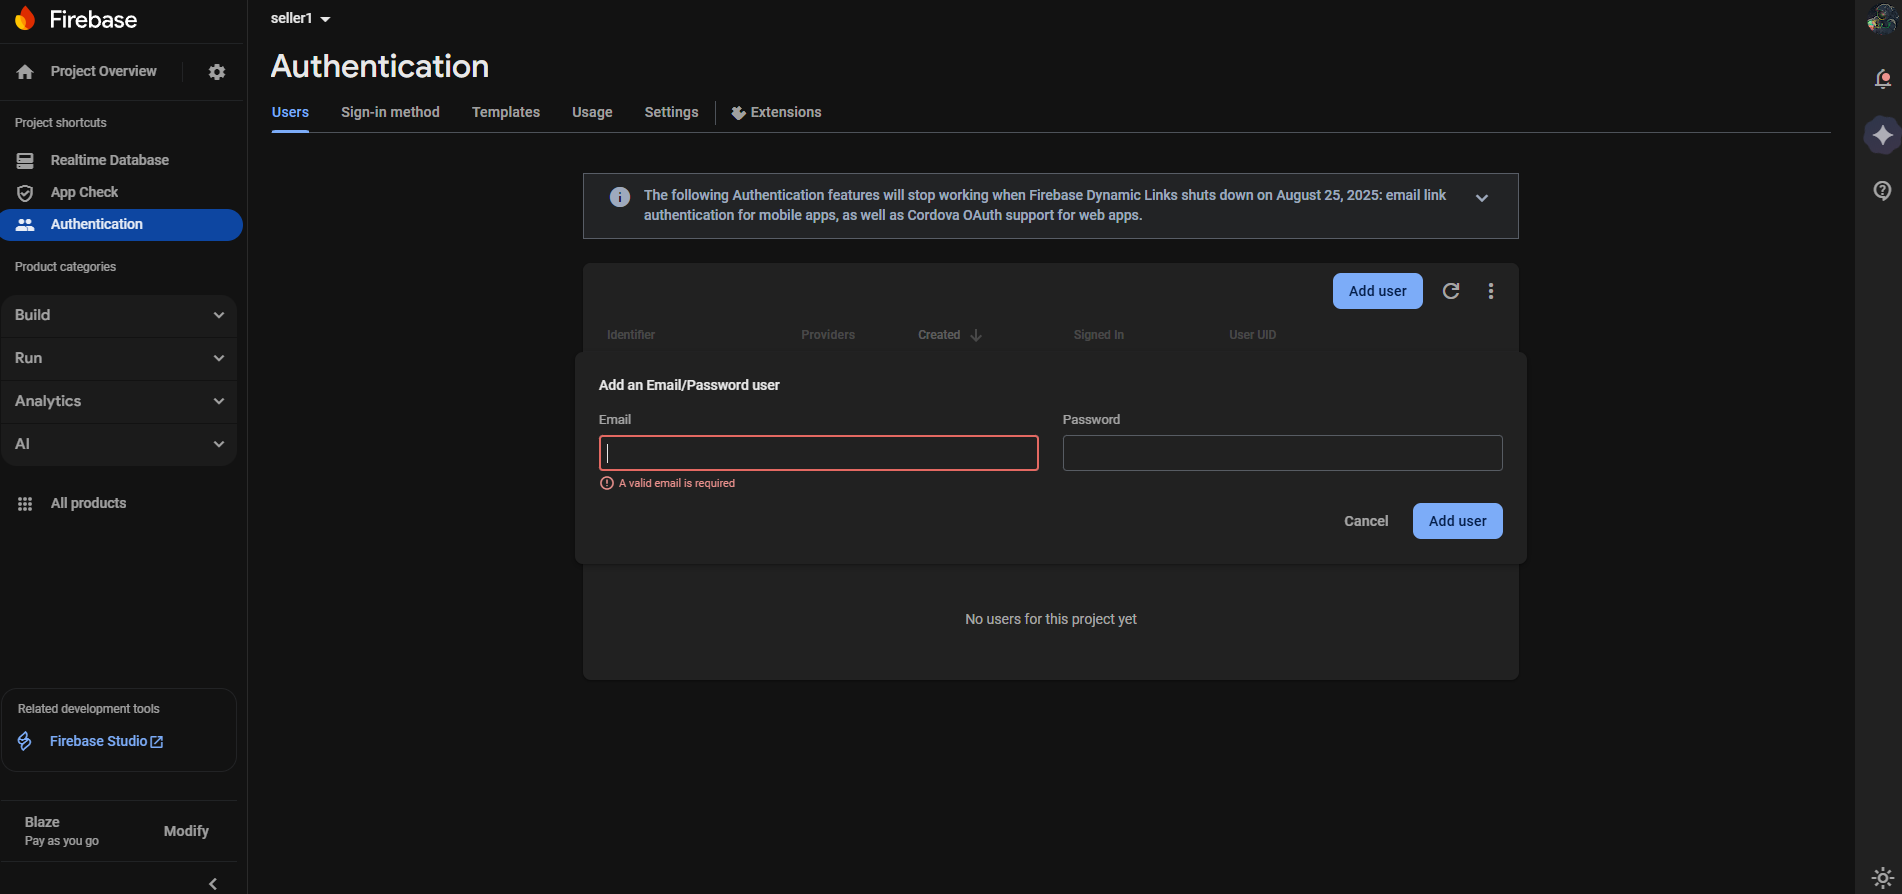 Firebase
Project Overview
Project shortcuts
Realtime Database
App Check
Authentication
Product categories
Build
Run
Analytics
AI
All products
Related development tools
Firebase Studio
Blaze
Pay as you go
Modify
seller1
Authentication
Users
Sign-in method
Templates
Usage
Settings
Extensions
The following Authentication features will stop working when Firebase Dynamic Links shuts down on August 25, 2025: email link
authentication for mobile apps, as well as Cordova OAuth support for web apps.
Add user
Identifier
Providers
Created
Signed In
User UID
Add an Email/Password user
Email
Password
A valid email is required
Cancel
Add user
No users for this project yet